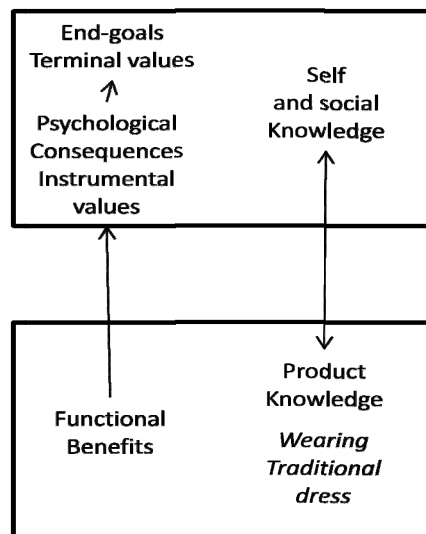 End-goals
Terminal values
Psychological
Consequences
Instrumental
values
Self
and social
Knowledge
Functional
Benefits
Product
Knowledge
Wearing
Traditional
dress